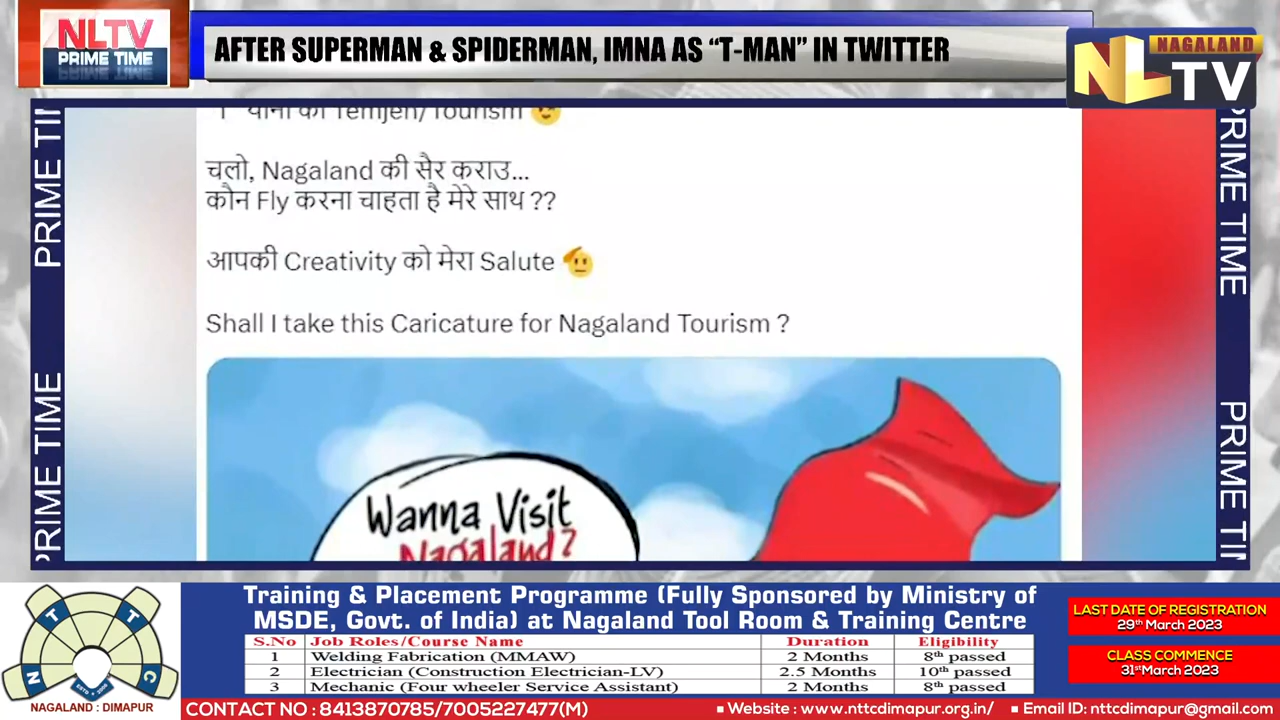 NLTV
PRIME TIME
AFTER SUPERMAN & SPIDERMAN, IMNA AS “T-MAN” IN TWITTER
NAGALAND
NLTV
PRIME TIME
PRIME TIME
PRIME TIME
PRIME TI
Temjen/Tourism 😉
चलो, Nagaland की सैर कराउ...
कौन Fly करना चाहता है मेरे साथ ??
आपकी Creativity को मेरा Salute 🫡
Shall I take this Caricature for Nagaland Tourism ?
Wanna Visit
Nagaland?
Training & Placement Programme (Fully Sponsored by Ministry of
MSDE, Govt. of India) at Nagaland Tool Room & Training Centre
S.No Job Roles/Course Name Duration Eligibility
1 Welding Fabrication (MMAW) 2 Months 8th passed
2 Electrician (Construction Electrician-LV) 2.5 Months 10th passed
3 Mechanic (Four wheeler Service Assistant) 2 Months 8th passed
LAST DATE OF REGISTRATION
29th March 2023
CLASS COMMENCE
31st March 2023
N T T C
ESTD 2006
NAGALAND : DIMAPUR
CONTACT NO : 8413870785/7005227477(M)
Website : www.nttcdimapur.org.in/
Email ID: nttcdimapur@gmail.com